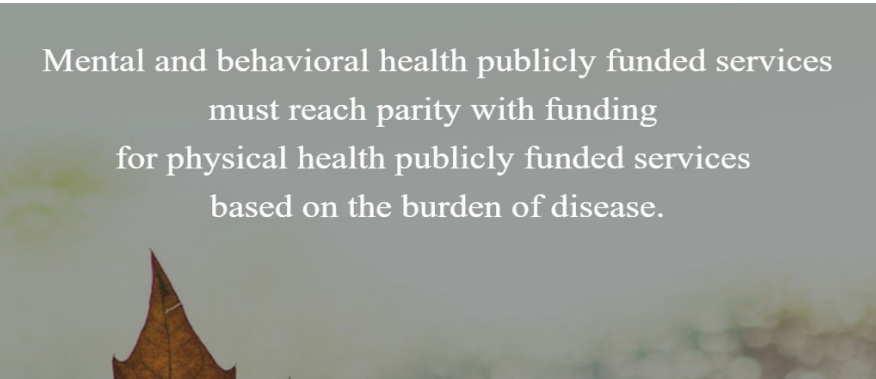 Mental and behavioral health publicly funded services
must reach parity with funding
for physical health publicly funded services
based on the burden of disease.